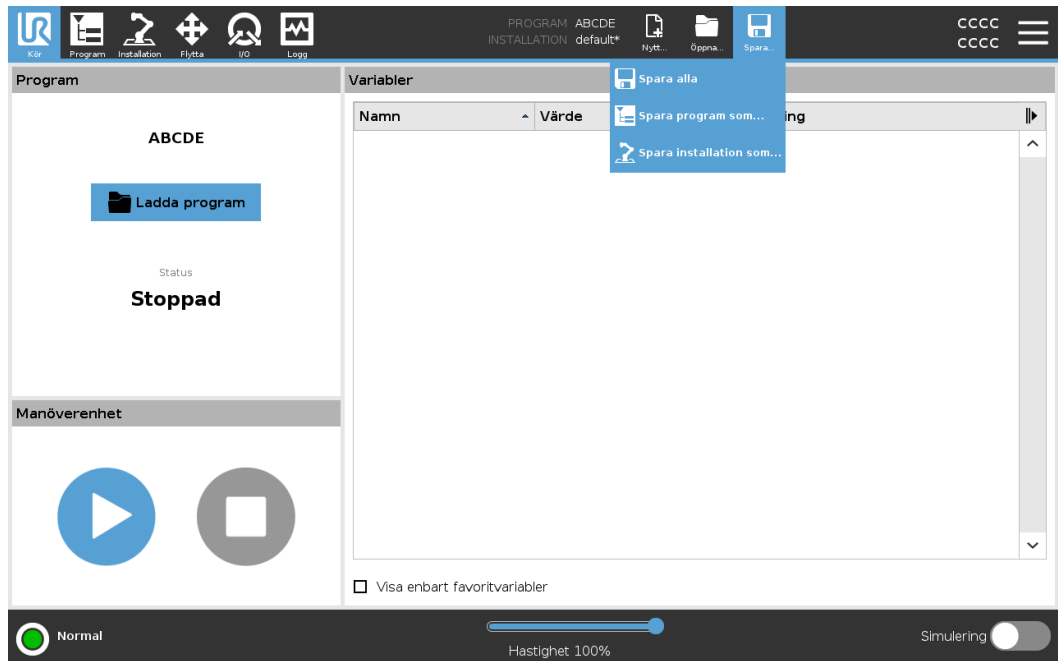 UR
Kör
Program
Installation
Flytta
I/O
Logg
PROGRAM ABCDE
INSTALLATION default*
Nytt...
Öppna...
Spara...
CCCC
CCCC
Program
Variabler
Spara alla
Spara program som...
Spara installation som...
Namn
Värde
ing
ABCDE
Ladda program
Status
Stoppad
Manöverenhet
Visa enbart favoritvariabler
Normal
Hastighet 100%
Simulering